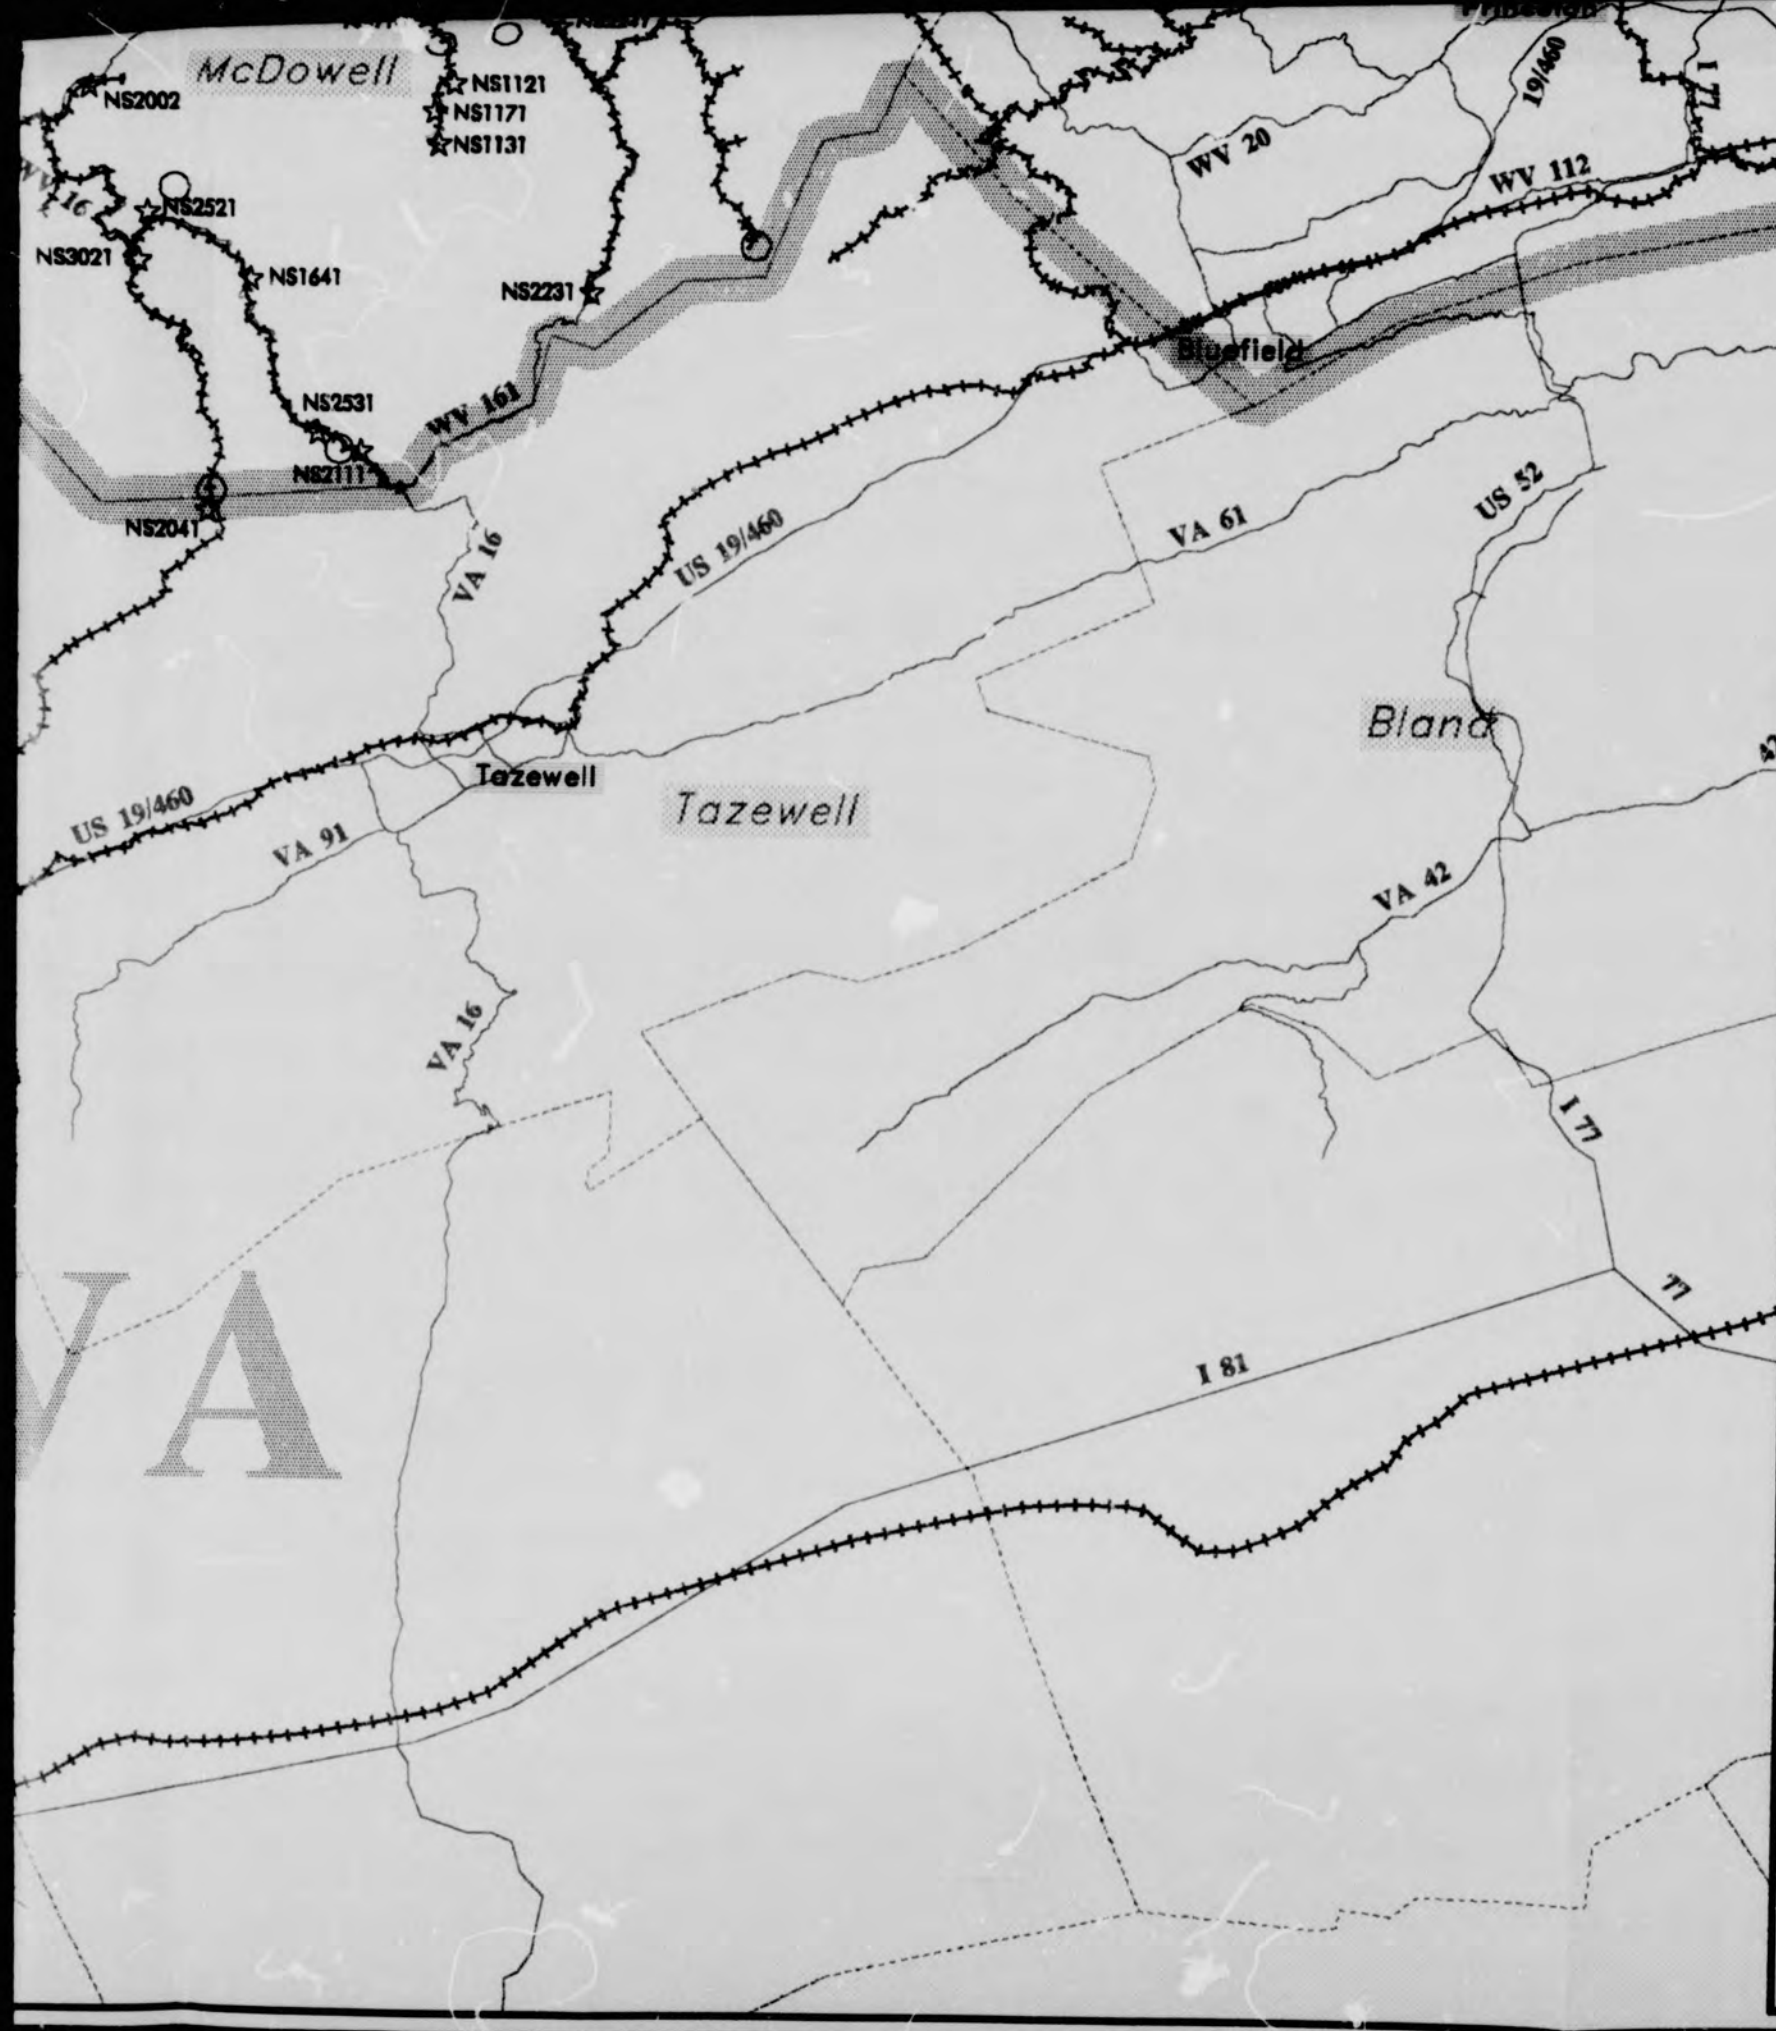 McDowell
NS2002
NS1121
NS1171
NS1131
19/460
I 77
WV 20
WV 112
16
NS2521
NS3021
NS1641
NS2231
Bluefield
NS2531
WV 161
NS2111
NS2041
VA 16
US 19/460
VA 61
US 52
Bland
Tazewell
Tazewell
US 19/460
VA 91
VA 42
42
VA 16
I 77
77
VA
I 81